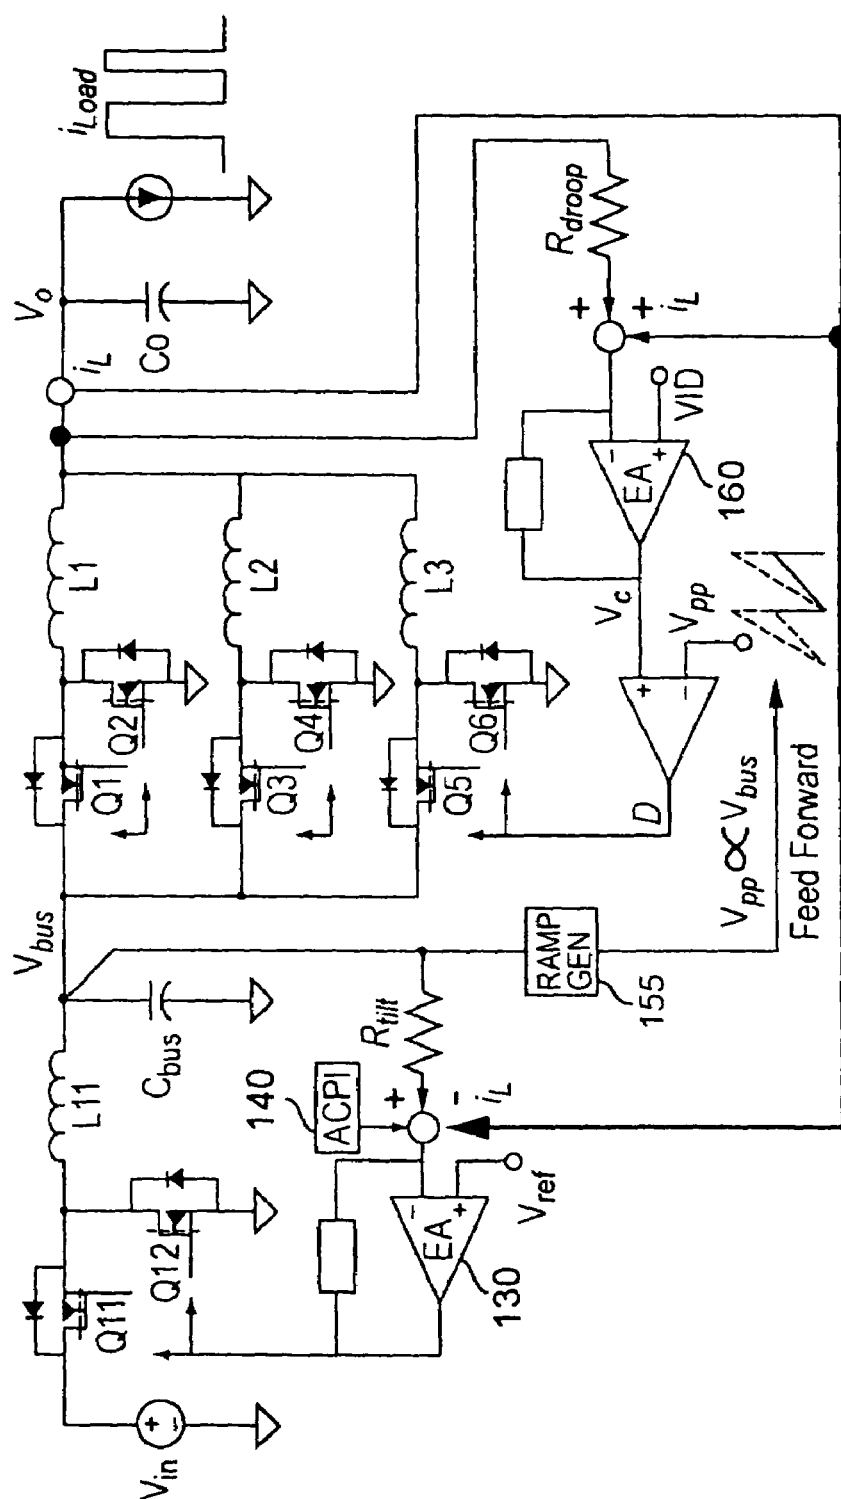 V_in
Q11
Q12
L11
C_bus
V_bus
Q1
Q2
L1
Q3
Q4
L2
Q5
Q6
L3
i_L
V_o
Co
i_Load
EA
130
V_ref
ACPI
140
+
−
i_L
R_tilt
RAMP
GEN
155
V_pp ∝ V_bus
Feed Forward
D
V_pp
V_c
EA
160
VID
+
+
i_L
R_droop